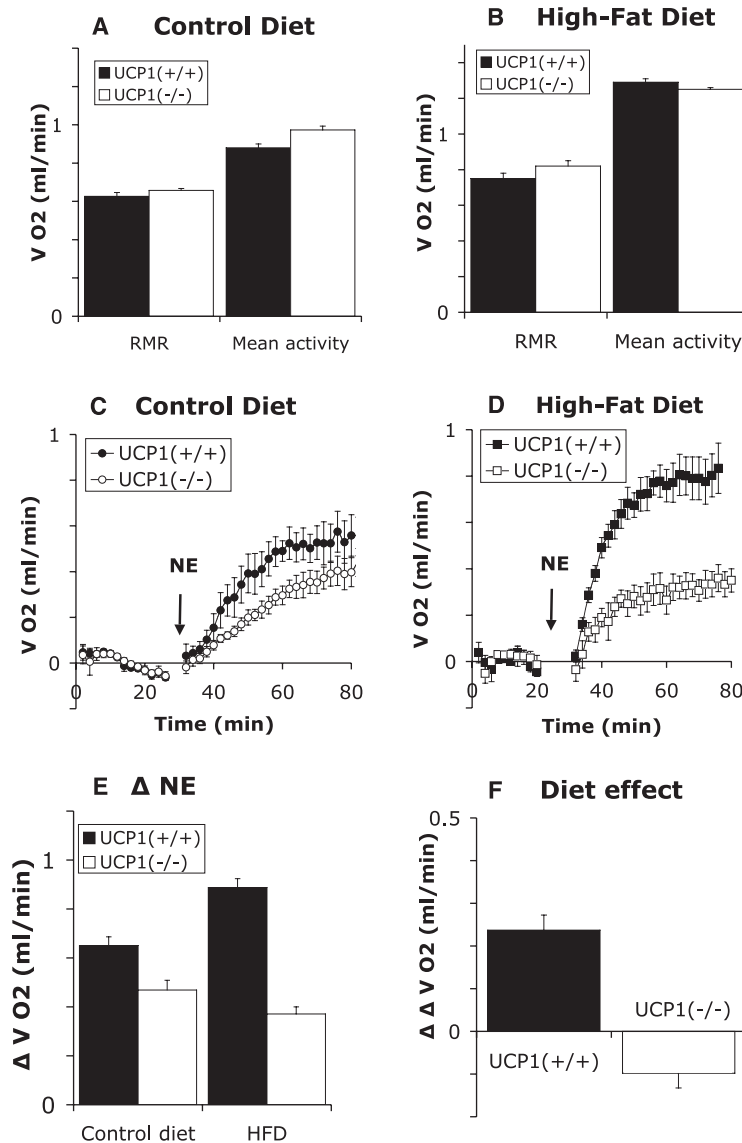 A Control Diet
UCP1(+/+)
UCP1(-/-)
V O2 (ml/min)
1
0
RMR Mean activity
B High-Fat Diet
UCP1(+/+)
UCP1(-/-)
V O2 (ml/min)
1
0
RMR Mean activity
C Control Diet
UCP1(+/+)
UCP1(-/-)
V O2 (ml/min)
1
NE
0
0 20 40 60 80
Time (min)
D High-Fat Diet
UCP1(+/+)
UCP1(-/-)
V O2 (ml/min)
1
NE
0
0 20 40 60 80
Time (min)
E Δ NE
UCP1(+/+)
UCP1(-/-)
Δ V O2 (ml/min)
1
0
Control diet HFD
F Diet effect
Δ Δ V O2 (ml/min)
0.5
0
UCP1(-/-)
UCP1(+/+)